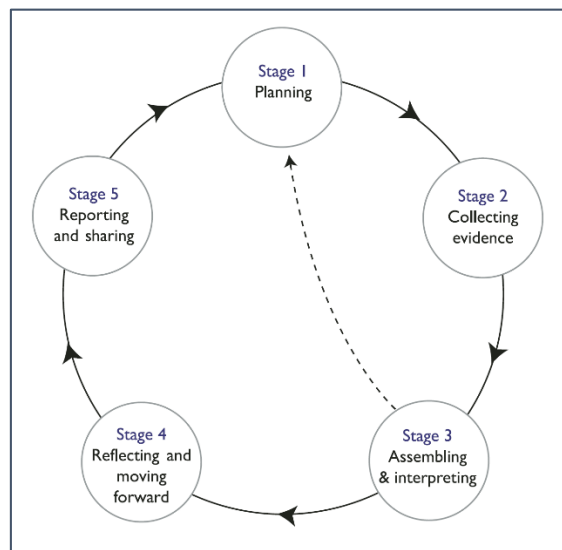 Stage 1
Planning
Stage 2
Collecting
evidence
Stage 3
Assembling
& interpreting
Stage 4
Reflecting and
moving
forward
Stage 5
Reporting
and sharing